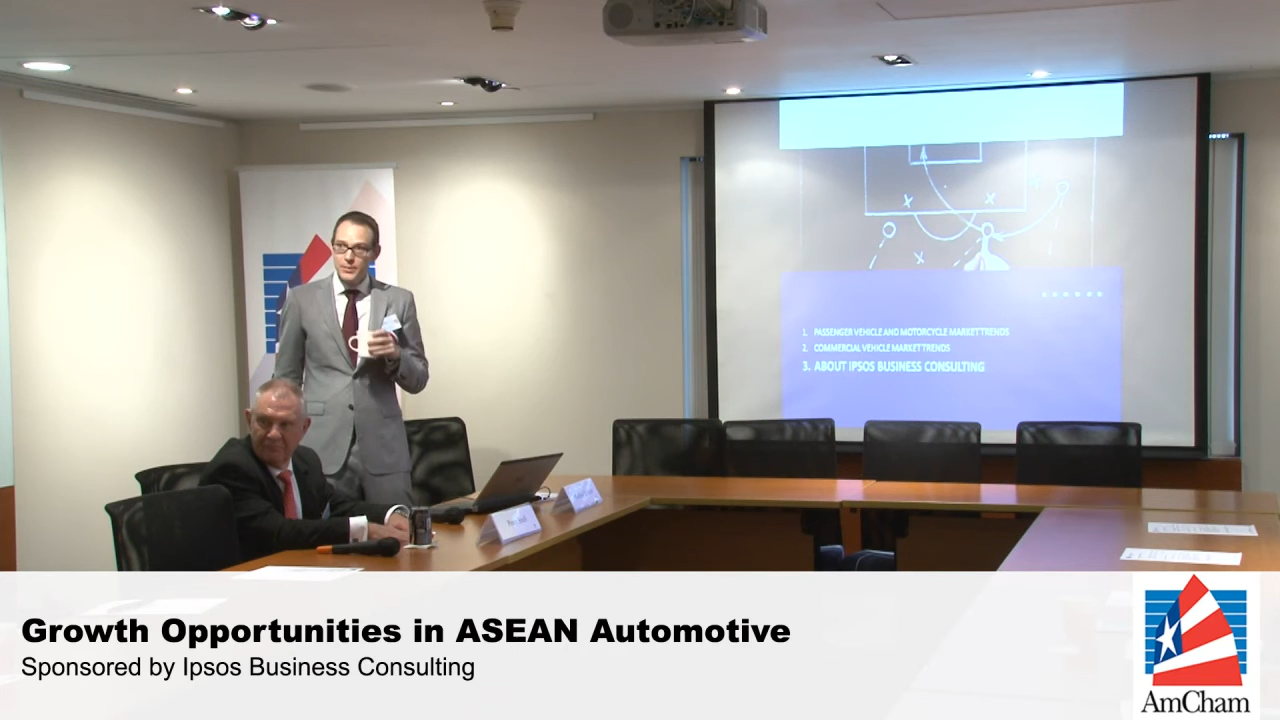 1. PASSENGER VEHICLE AND MOTORCYCLE MARKET TRENDS
2. COMMERCIAL VEHICLE MARKET TRENDS
3. ABOUT IPSOS BUSINESS CONSULTING
Growth Opportunities in ASEAN Automotive
Sponsored by Ipsos Business Consulting
AmCham